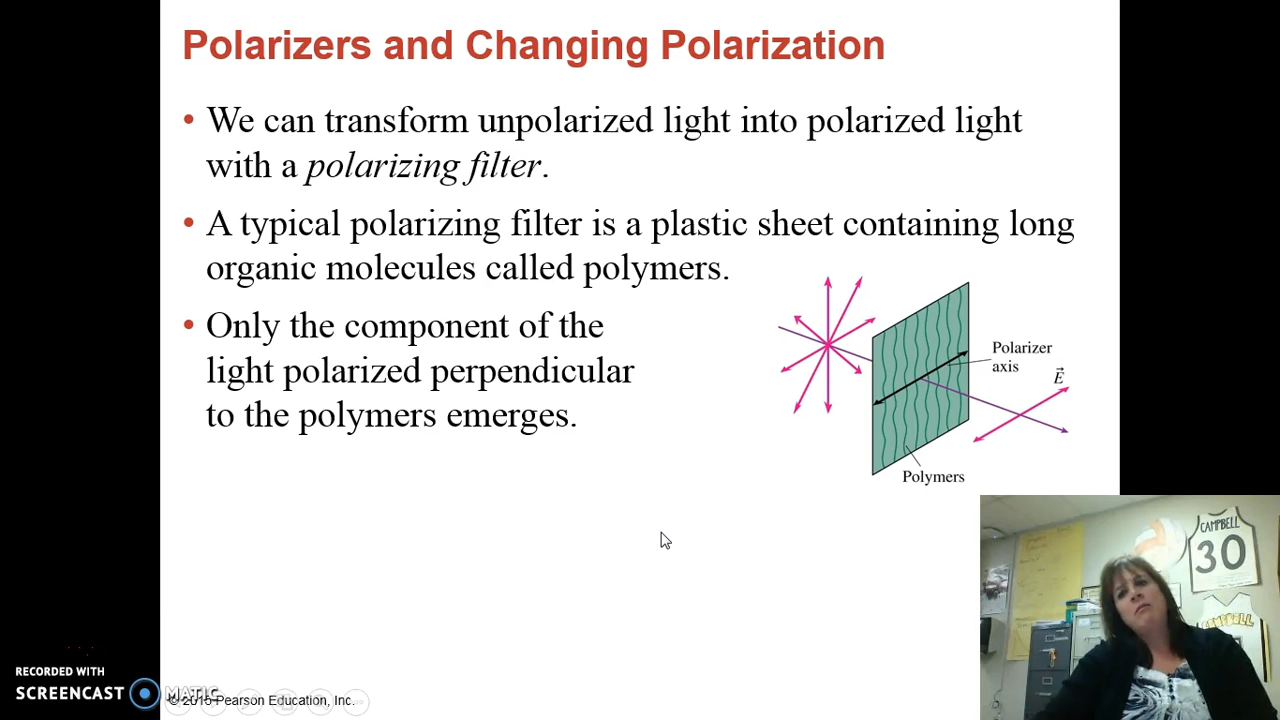 Polarizers and Changing Polarization
• We can transform unpolarized light into polarized light
with a polarizing filter.
• A typical polarizing filter is a plastic sheet containing long
organic molecules called polymers.
• Only the component of the
light polarized perpendicular
to the polymers emerges.
Polarizer
axis
E
Polymers
CAMPBELL
30
CAMPBELL
RECORDED WITH
SCREENCAST MATIC
© 2015 Pearson Education, Inc.